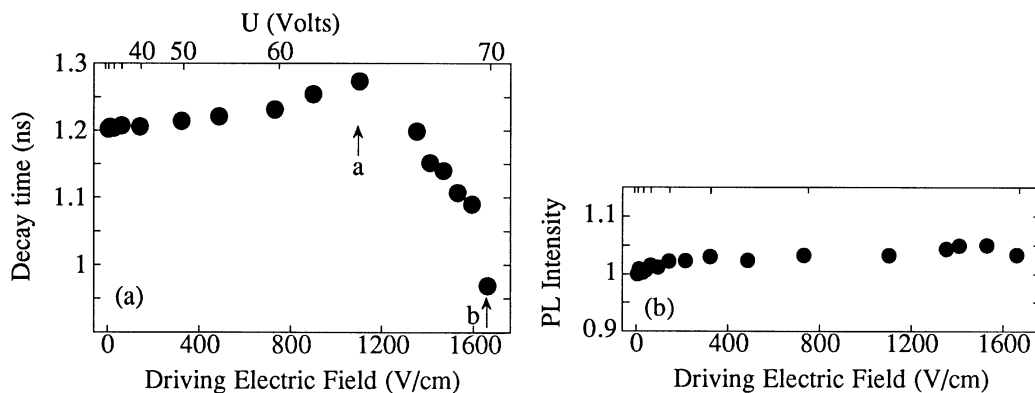 U (Volts)
40 50 60 70
1.3
1.2
1.1
1
Decay time (ns)
a
b
(a)
0 400 800 1200 1600
Driving Electric Field (V/cm)
1.1
1
0.9
PL Intensity
(b)
0 400 800 1200 1600
Driving Electric Field (V/cm)